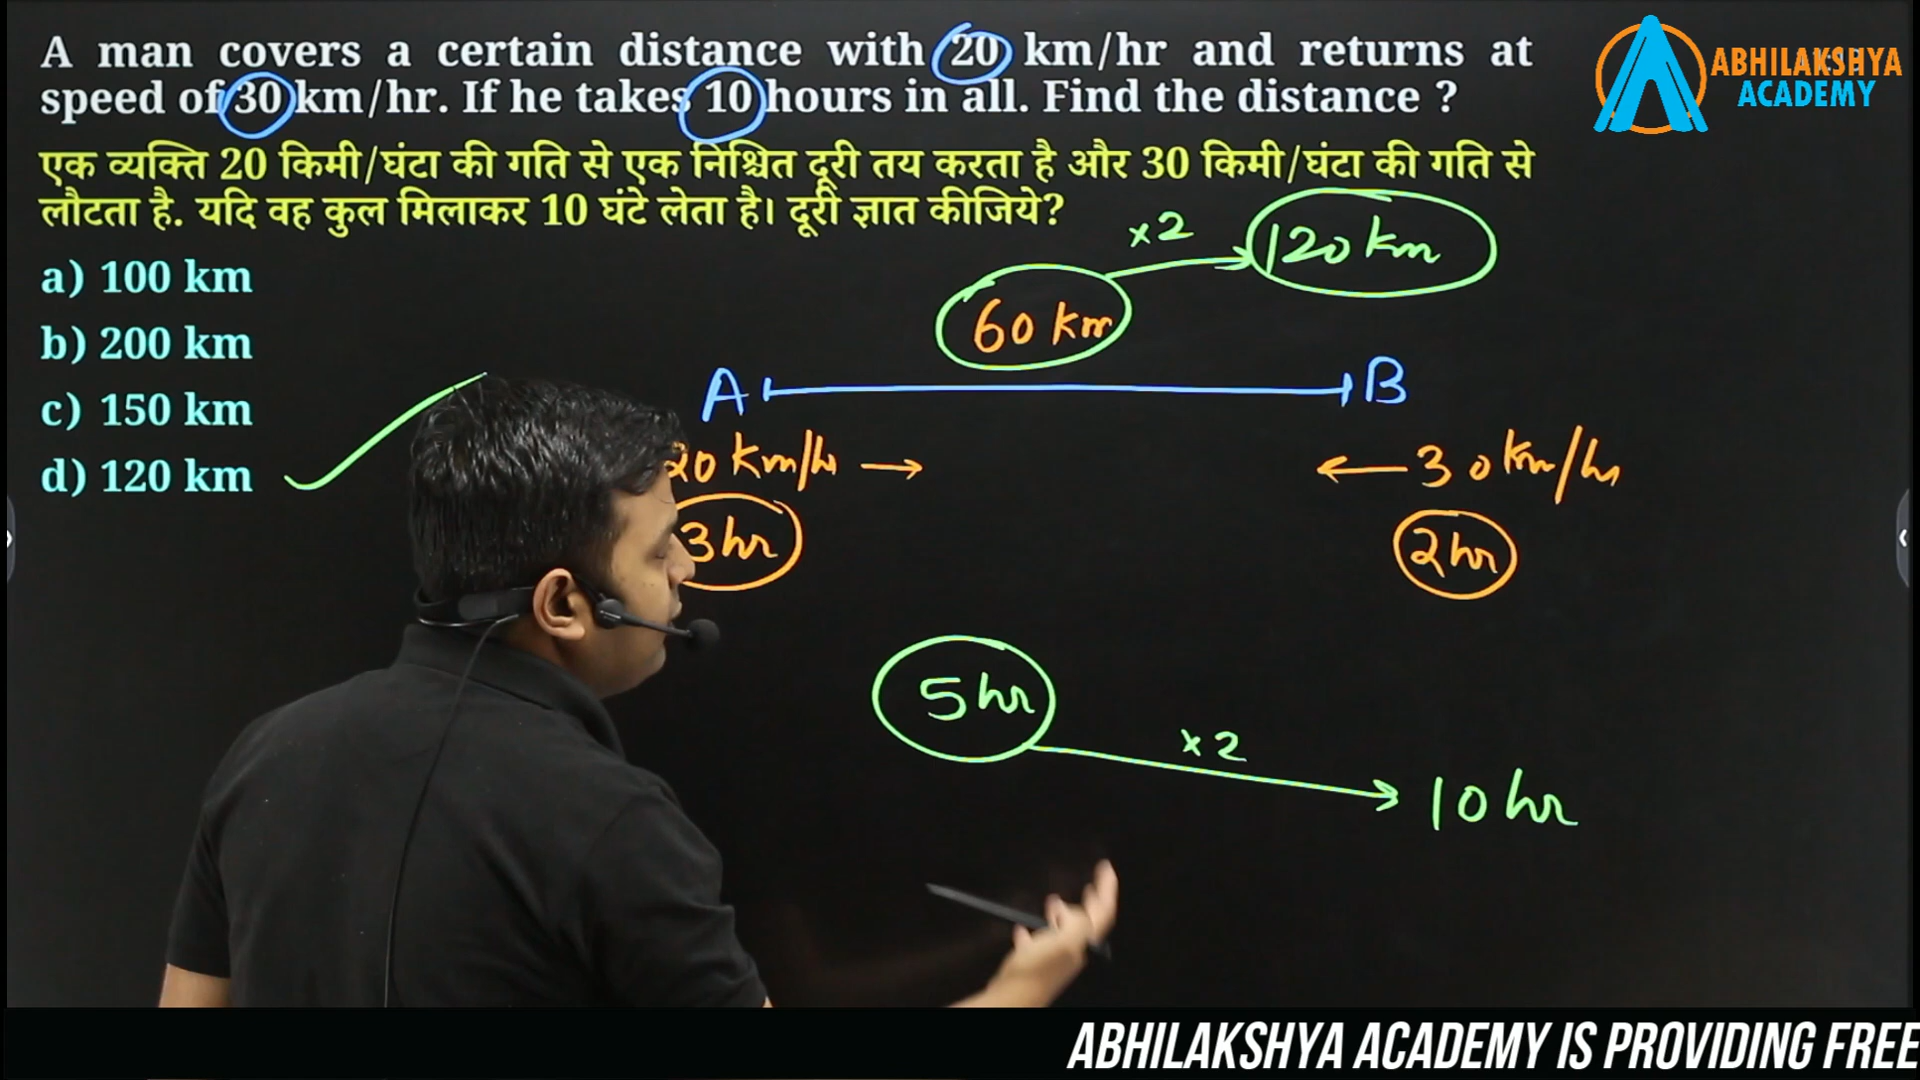 A man covers a certain distance with 20 km/hr and returns at
speed of 30 km/hr. If he takes 10 hours in all. Find the distance ?
एक व्यक्ति 20 किमी/घंटा की गति से एक निश्चित दूरी तय करता है और 30 किमी/घंटा की गति से
लौटता है. यदि वह कुल मिलाकर 10 घंटे लेता है। दूरी ज्ञात कीजिये?
a) 100 km
b) 200 km
c) 150 km
d) 120 km
ABHILAKSHYA
ACADEMY
×2
120 km
60 km
A
B
20 km/hr
30 km/hr
3 hr
2 hr
5 hr
×2
10 hr
ABHILAKSHYA ACADEMY IS PROVIDING FREE